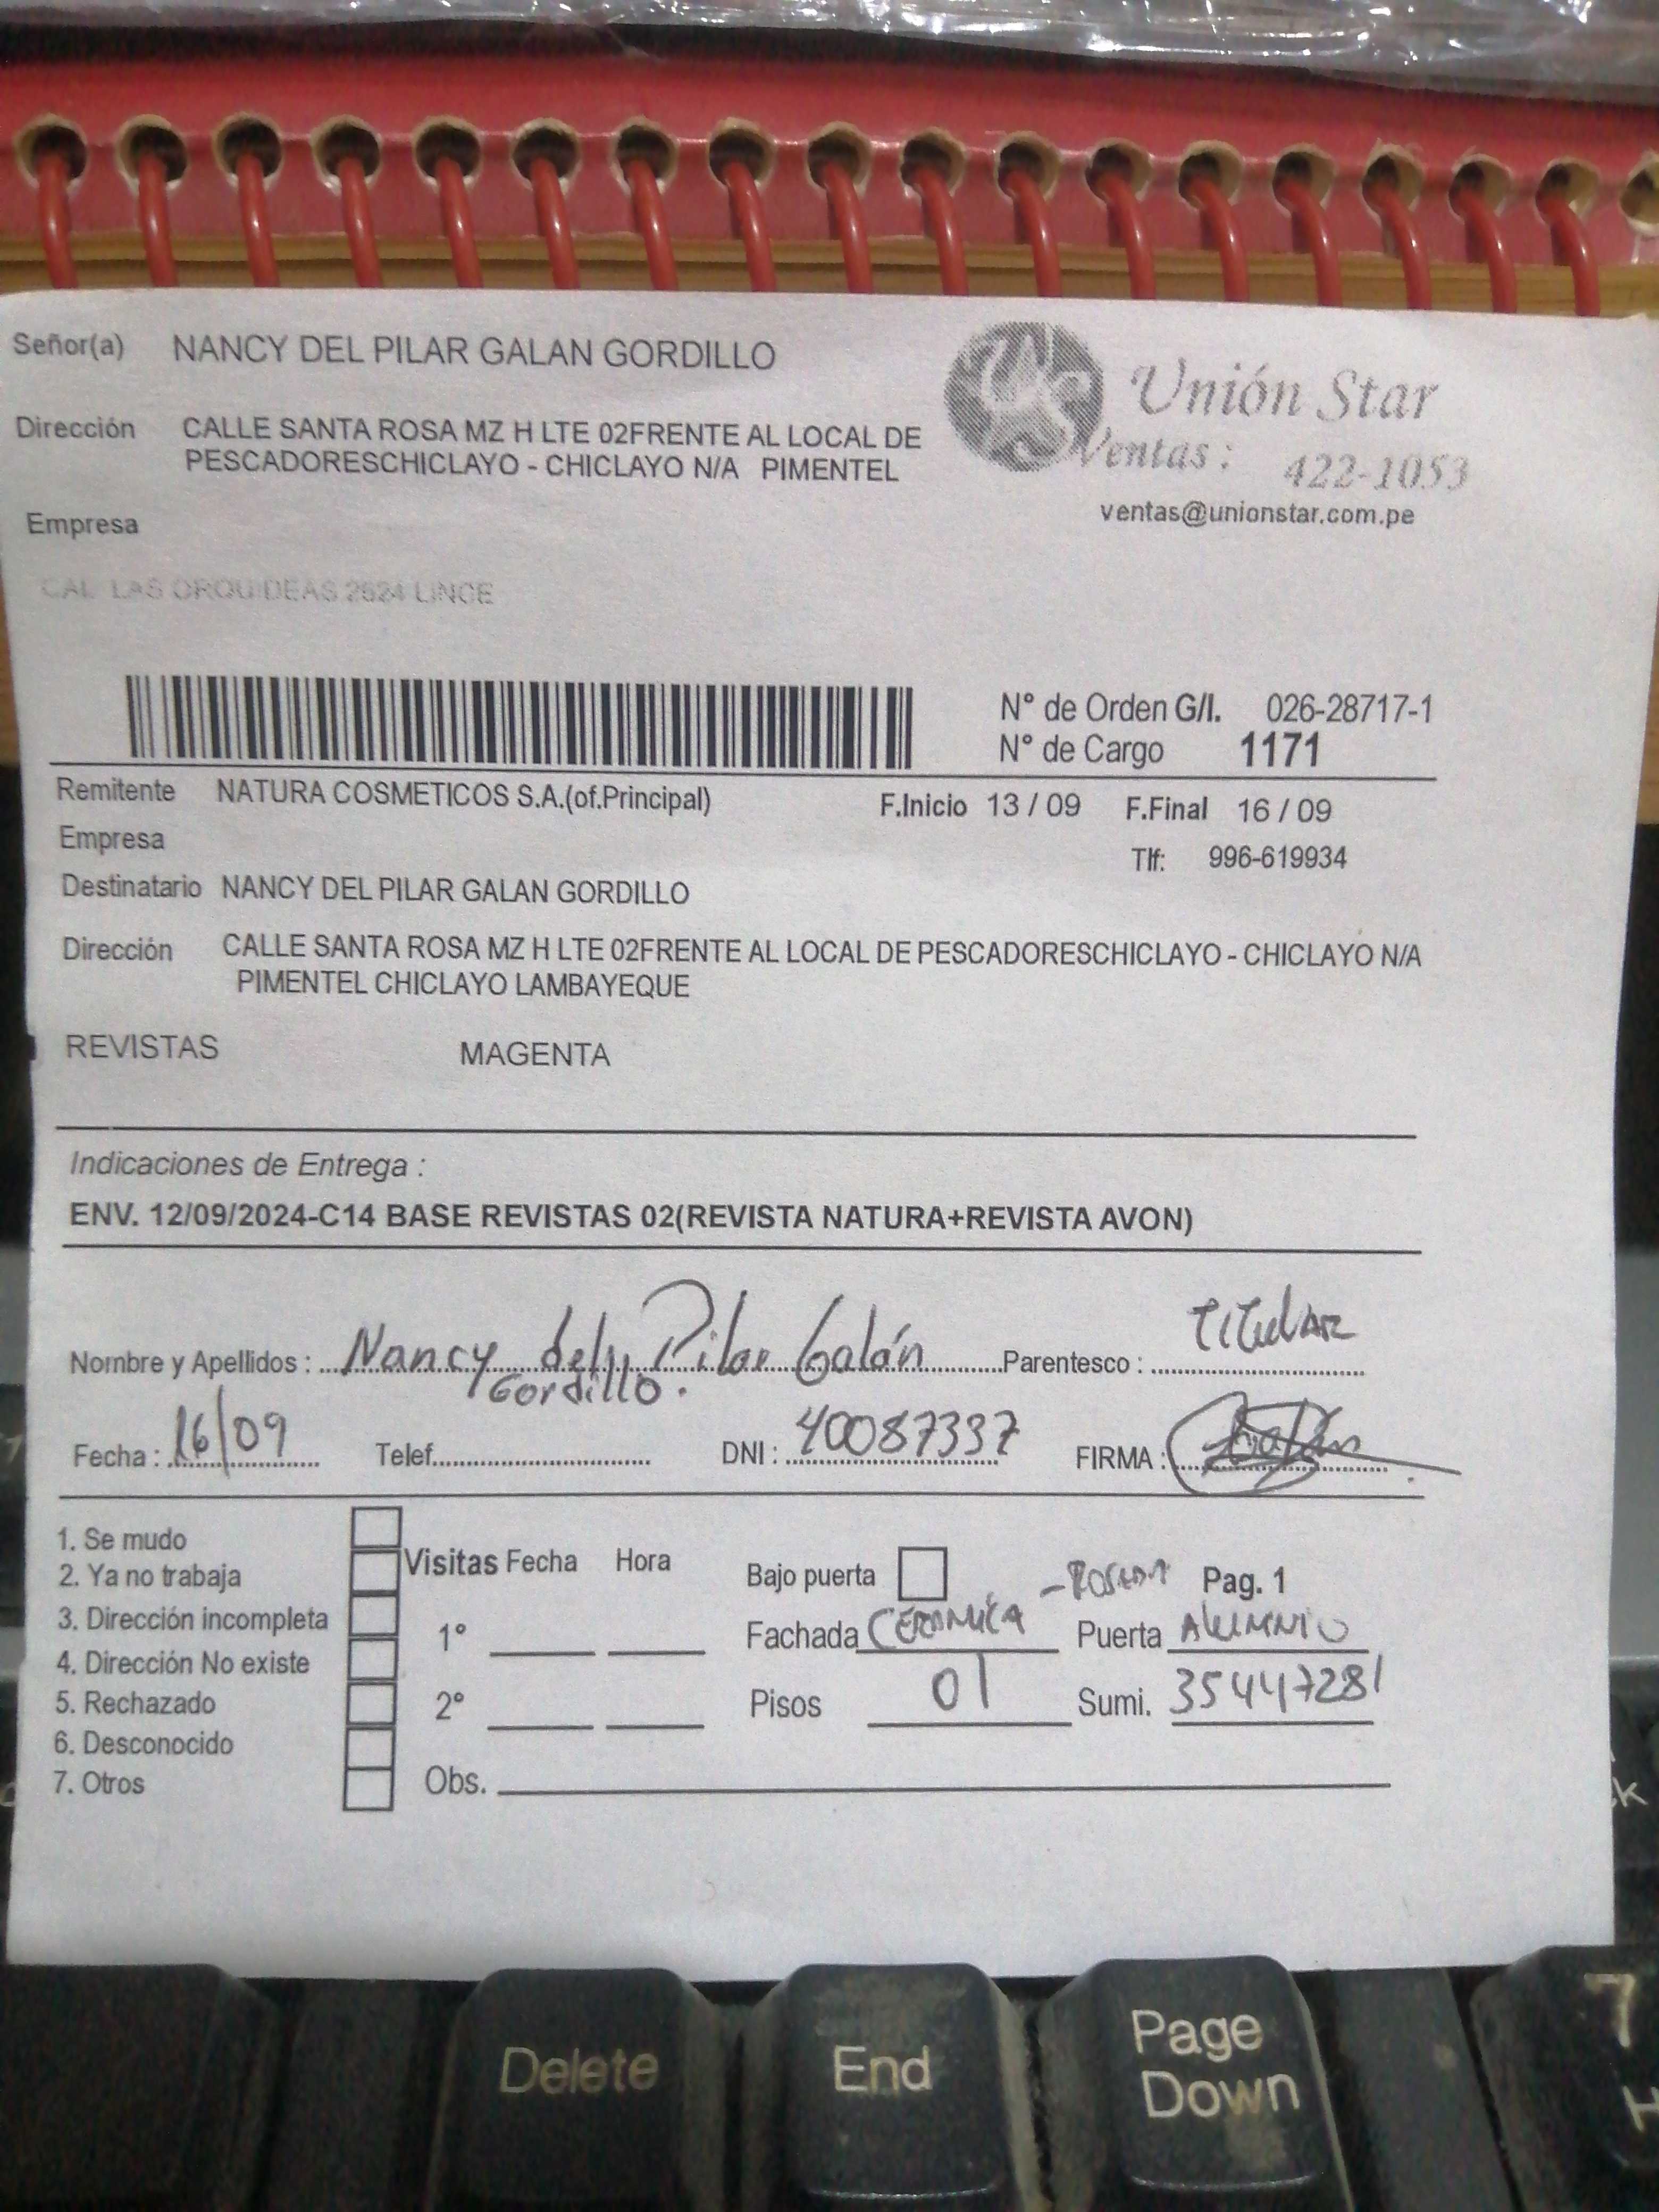 Señor(a) NANCY DEL PILAR GALAN GORDILLO
Dirección CALLE SANTA ROSA MZ H LTE 02FRENTE AL LOCAL DE
PESCADORESCHICLAYO - CHICLAYO N/A PIMENTEL
Unión Star
Ventas: 422-1053
ventas@unionstar.com.pe
Empresa
CAL LAS ORQUIDEAS 2624 LINCE
N° de Orden G/I. 026-28717-1
N° de Cargo 1171
Remitente NATURA COSMETICOS S.A.(of.Principal) F.Inicio 13 / 09 F.Final 16 / 09
Empresa Tlf: 996-619934
Destinatario NANCY DEL PILAR GALAN GORDILLO
Dirección CALLE SANTA ROSA MZ H LTE 02FRENTE AL LOCAL DE PESCADORESCHICLAYO - CHICLAYO N/A
PIMENTEL CHICLAYO LAMBAYEQUE
REVISTAS MAGENTA
Indicaciones de Entrega :
ENV. 12/09/2024-C14 BASE REVISTAS 02(REVISTA NATURA+REVISTA AVON)
Nombre y Apellidos : Nancy del Pilar Galán Parentesco : TITULAR
Gordillo.
Fecha : 16/09 Telef. DNI : 40087337 FIRMA :
1. Se mudo
2. Ya no trabaja
3. Dirección incompleta
4. Dirección No existe
5. Rechazado
6. Desconocido
7. Otros
Visitas Fecha Hora
1°
2°
Obs.
Bajo puerta Pag. 1
Fachada CERAMICA - ROSADA Puerta ALUMINIO
Pisos 01 Sumi. 35447281
Delete
End
Page
Down
7
H
k